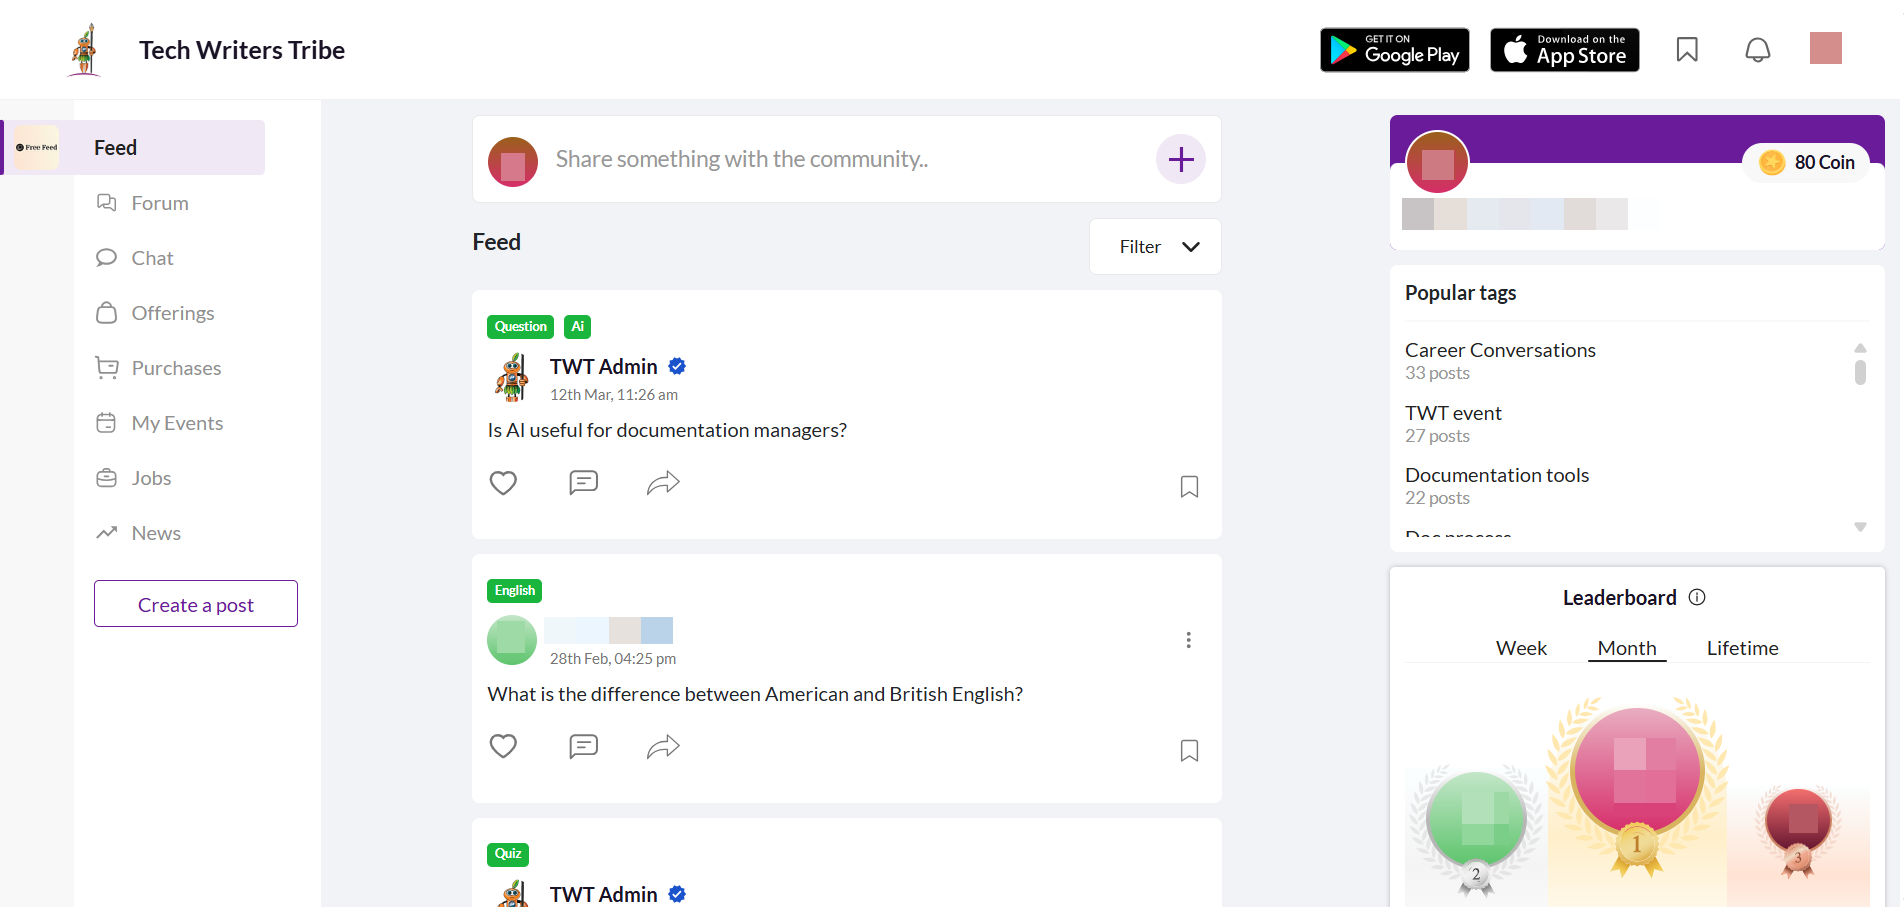 Tech Writers Tribe
GET IT ON
Google Play
Download on the
App Store
Free Feed
Feed
Forum
Chat
Offerings
Purchases
My Events
Jobs
News
Create a post
Share something with the community..
Feed
Filter
Question Ai
TWT Admin
12th Mar, 11:26 am
Is AI useful for documentation managers?
English
28th Feb, 04:25 pm
What is the difference between American and British English?
Quiz
TWT Admin
80 Coin
Popular tags
Career Conversations
33 posts
TWT event
27 posts
Documentation tools
22 posts
Doc process
Leaderboard
Week Month Lifetime
2
1
3